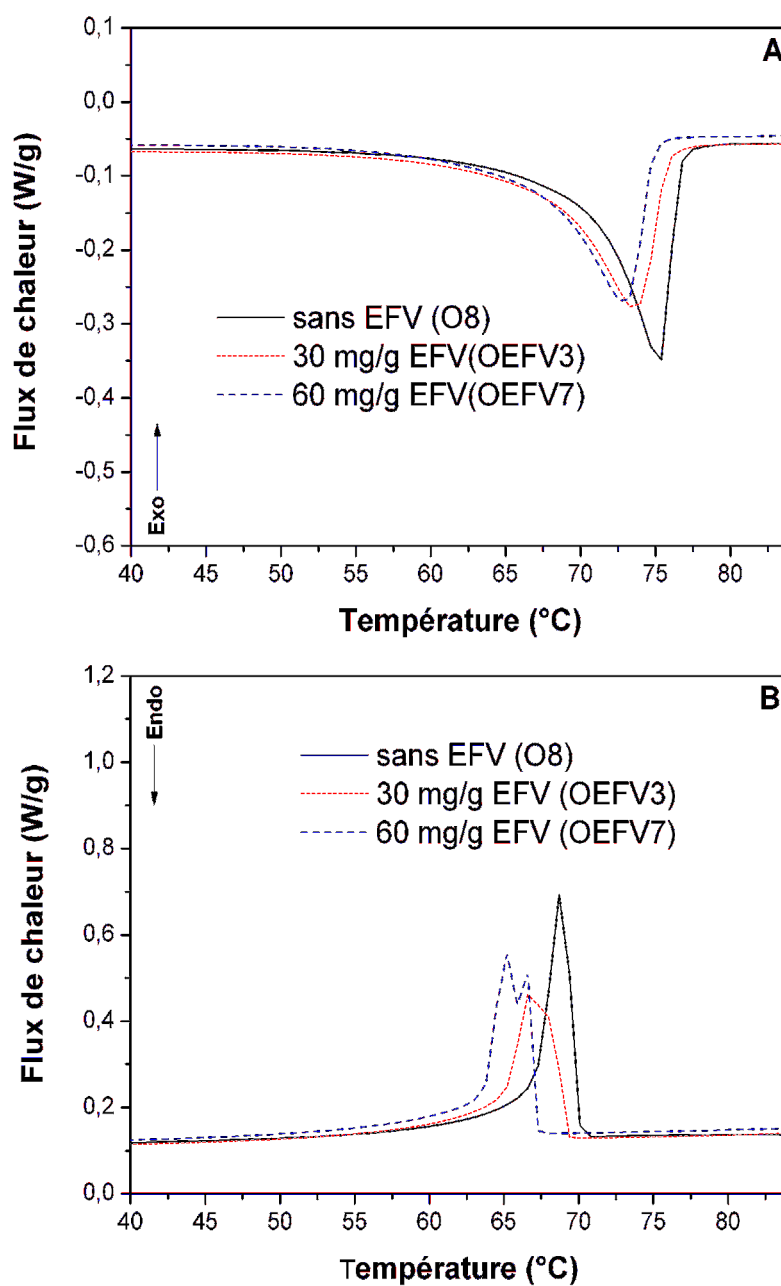 A
0,1
0,0
-0,1
-0,2
-0,3
-0,4
-0,5
-0,6
Flux de chaleur (W/g)
sans EFV (O8)
30 mg/g EFV(OEFV3)
60 mg/g EFV(OEFV7)
Exo
40 45 50 55 60 65 70 75 80
Température (°C)
B
1,2
1,0
0,8
0,6
0,4
0,2
0,0
Flux de chaleur (W/g)
Endo
sans EFV (O8)
30 mg/g EFV (OEFV3)
60 mg/g EFV (OEFV7)
40 45 50 55 60 65 70 75 80
Température (°C)